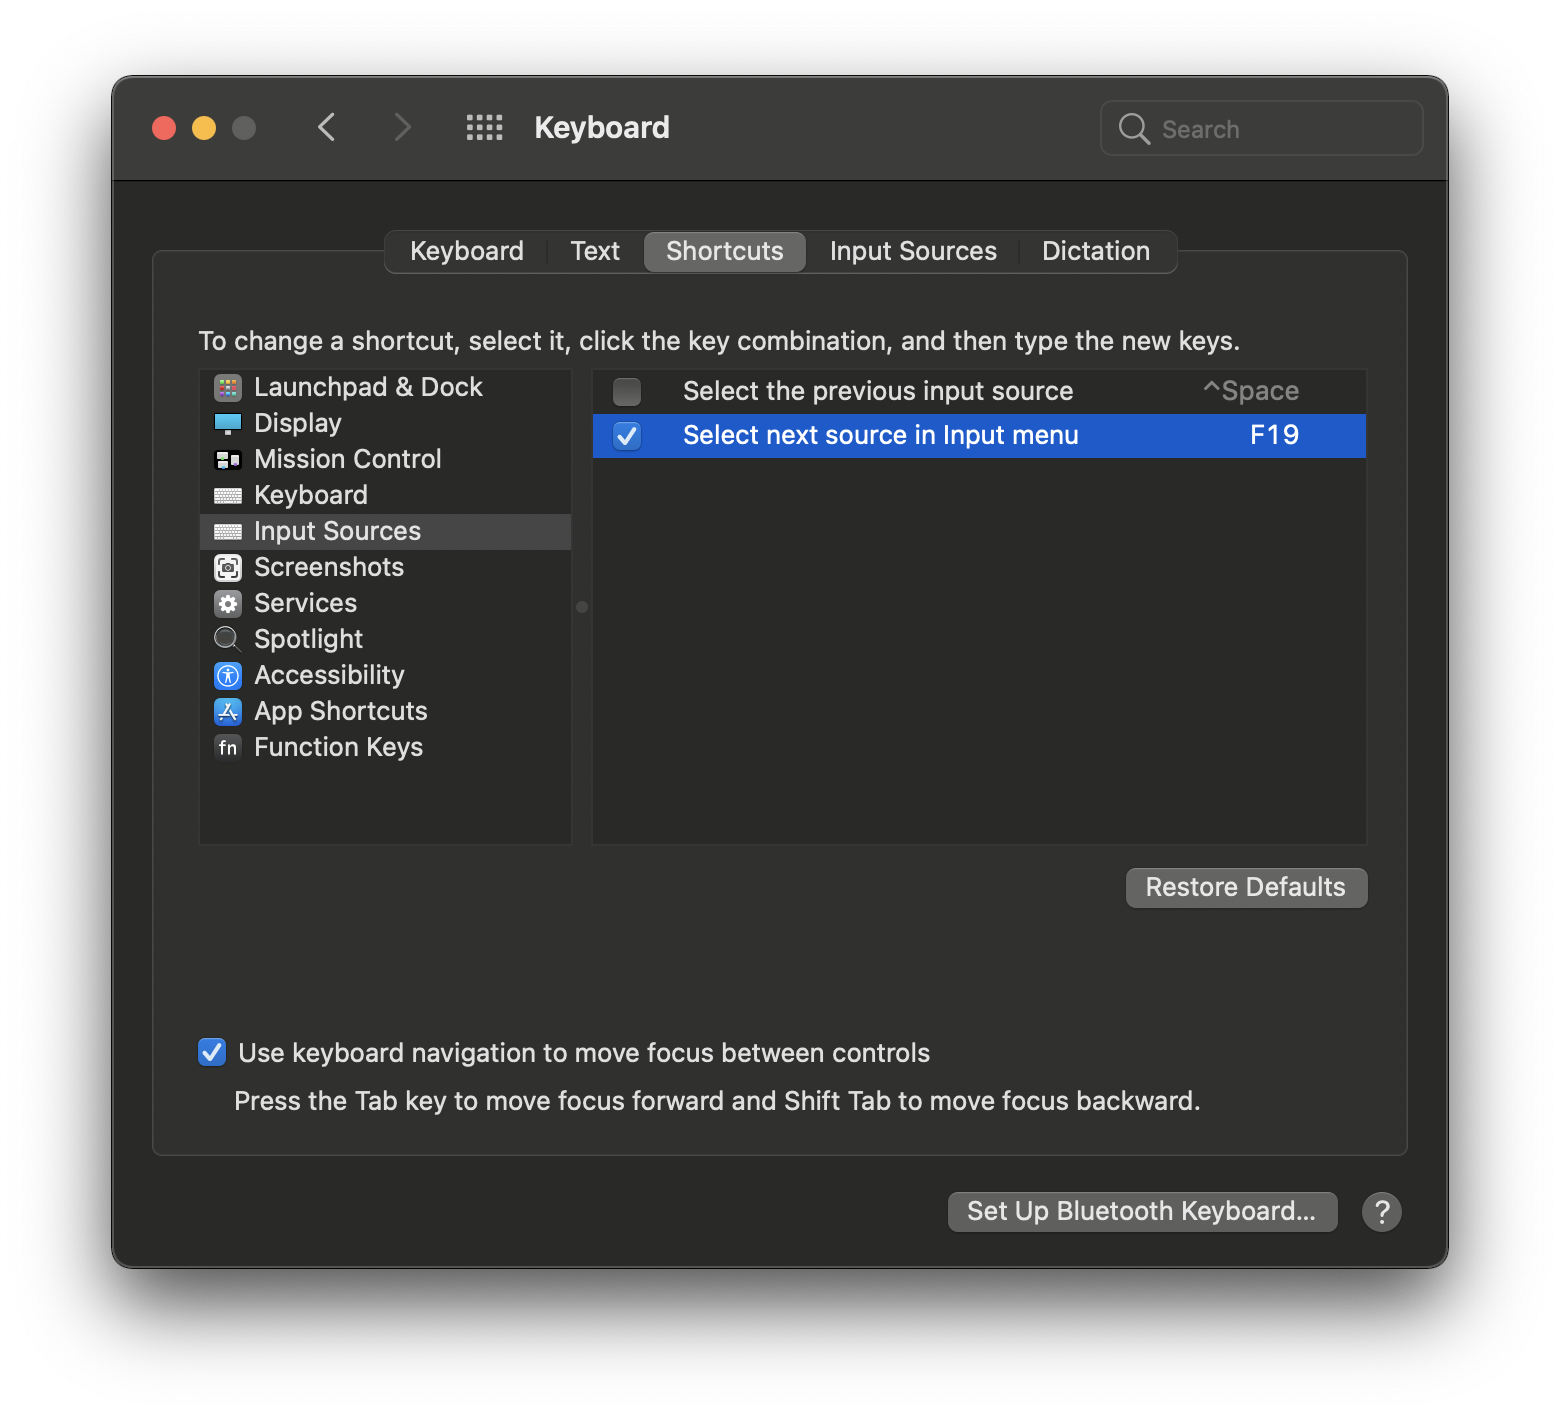 Keyboard
Search
Keyboard
Text
Shortcuts
Input Sources
Dictation
To change a shortcut, select it, click the key combination, and then type the new keys.
Launchpad & Dock
Display
Mission Control
Keyboard
Input Sources
Screenshots
Services
Spotlight
Accessibility
App Shortcuts
fn Function Keys
Select the previous input source ^Space
Select next source in Input menu F19
Restore Defaults
Use keyboard navigation to move focus between controls
Press the Tab key to move focus forward and Shift Tab to move focus backward.
Set Up Bluetooth Keyboard...
?